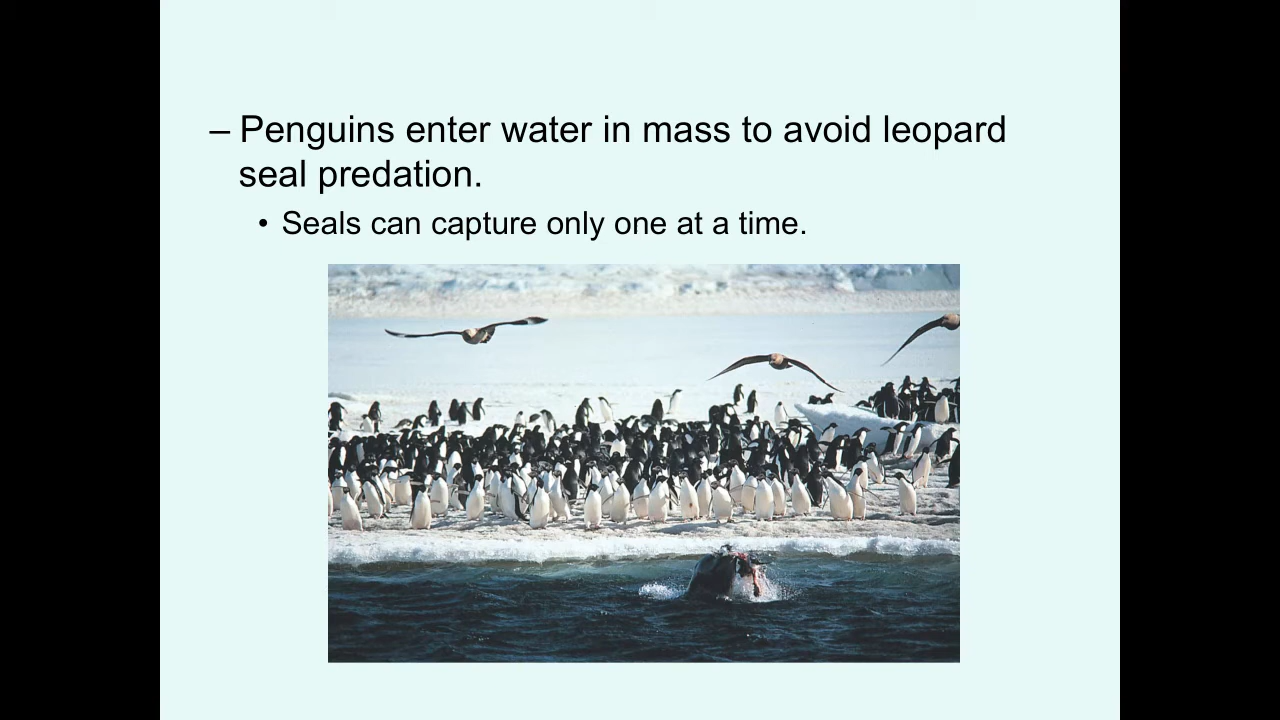 – Penguins enter water in mass to avoid leopard
seal predation.
• Seals can capture only one at a time.